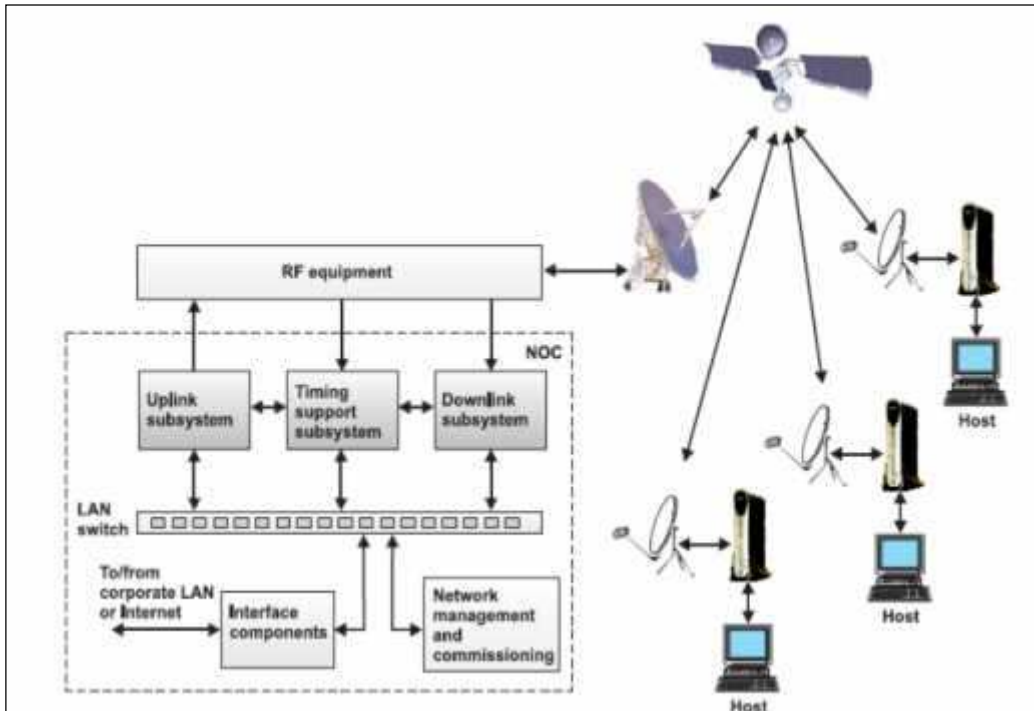 RF equipment
NOC
Uplink
subsystem
Timing
support
subsystem
Downlink
subsystem
LAN
switch
To/from
corporate LAN
or Internet
Interface
components
Network
management
and
commissioning
Host
Host
Host